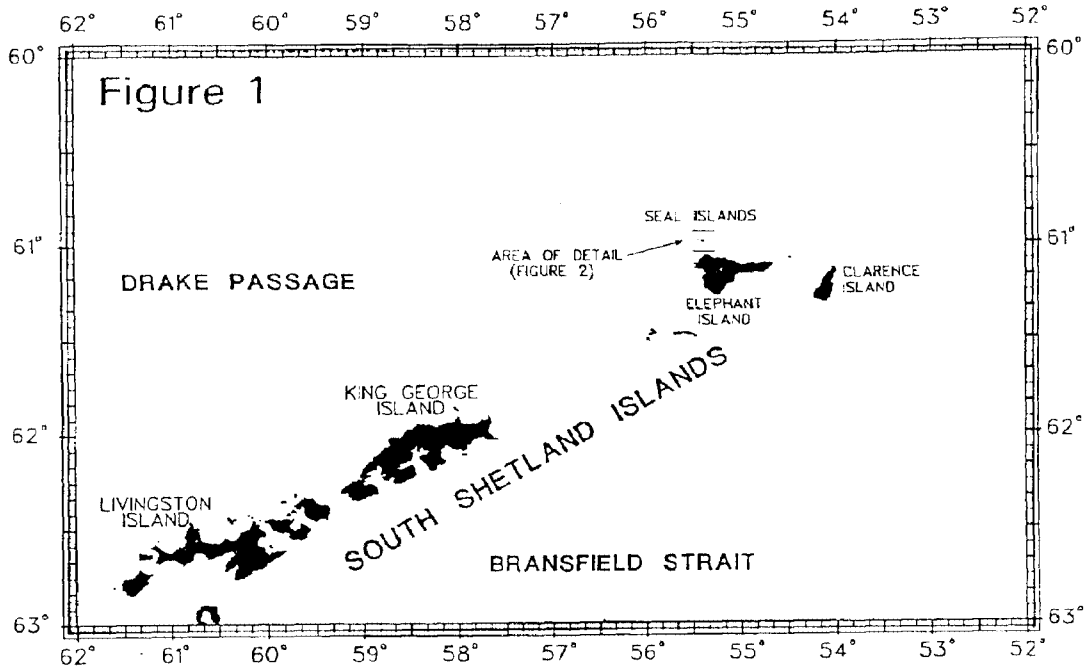 62° 61° 60° 59° 58° 57° 56° 55° 54° 53° 52°
60° 60°
Figure 1
SEAL ISLANDS
61° 61°
AREA OF DETAIL
(FIGURE 2)
DRAKE PASSAGE
CLARENCE
ISLAND
ELEPHANT
ISLAND
KING GEORGE
ISLAND
62° 62°
SOUTH SHETLAND ISLANDS
LIVINGSTON
ISLAND
BRANSFIELD STRAIT
63° 63°
62° 61° 60° 59° 58° 57° 56° 55° 54° 53° 52°